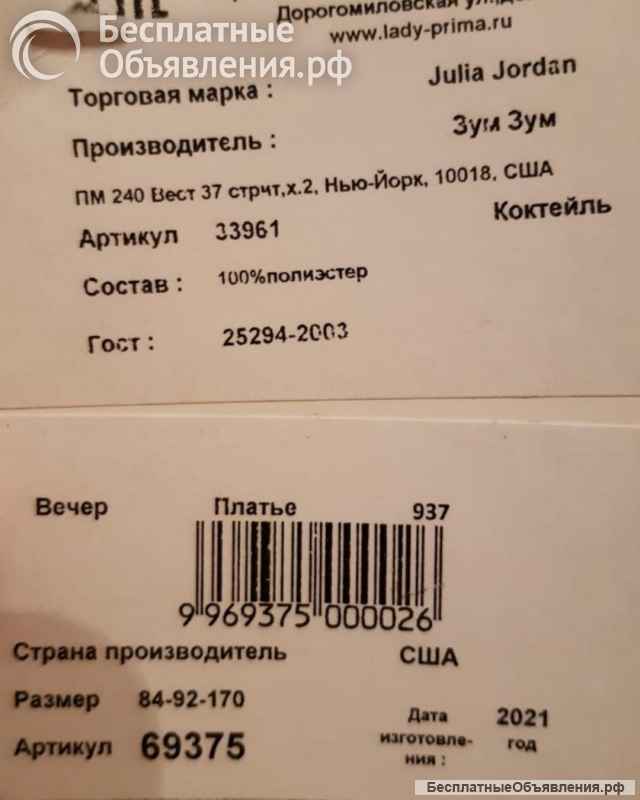 Дорогомиловская
www.lady-prima.ru
Бесплатные
Объявления.рф
Торговая марка : Julia Jordan
Производитель : Зум Зум
ПМ 240 Вест 37 стрчт,х.2, Нью-Йорк, 10018, США
Артикул 33961 Коктейль
Состав : 100%полиэстер
Гост : 25294-2003
Вечер Платье 937
9 969375 000026
Страна производитель США
Размер 84-92-170
Дата 2021
Артикул 69375 изготовле- год
ния :
БесплатныеОбъявления.рф